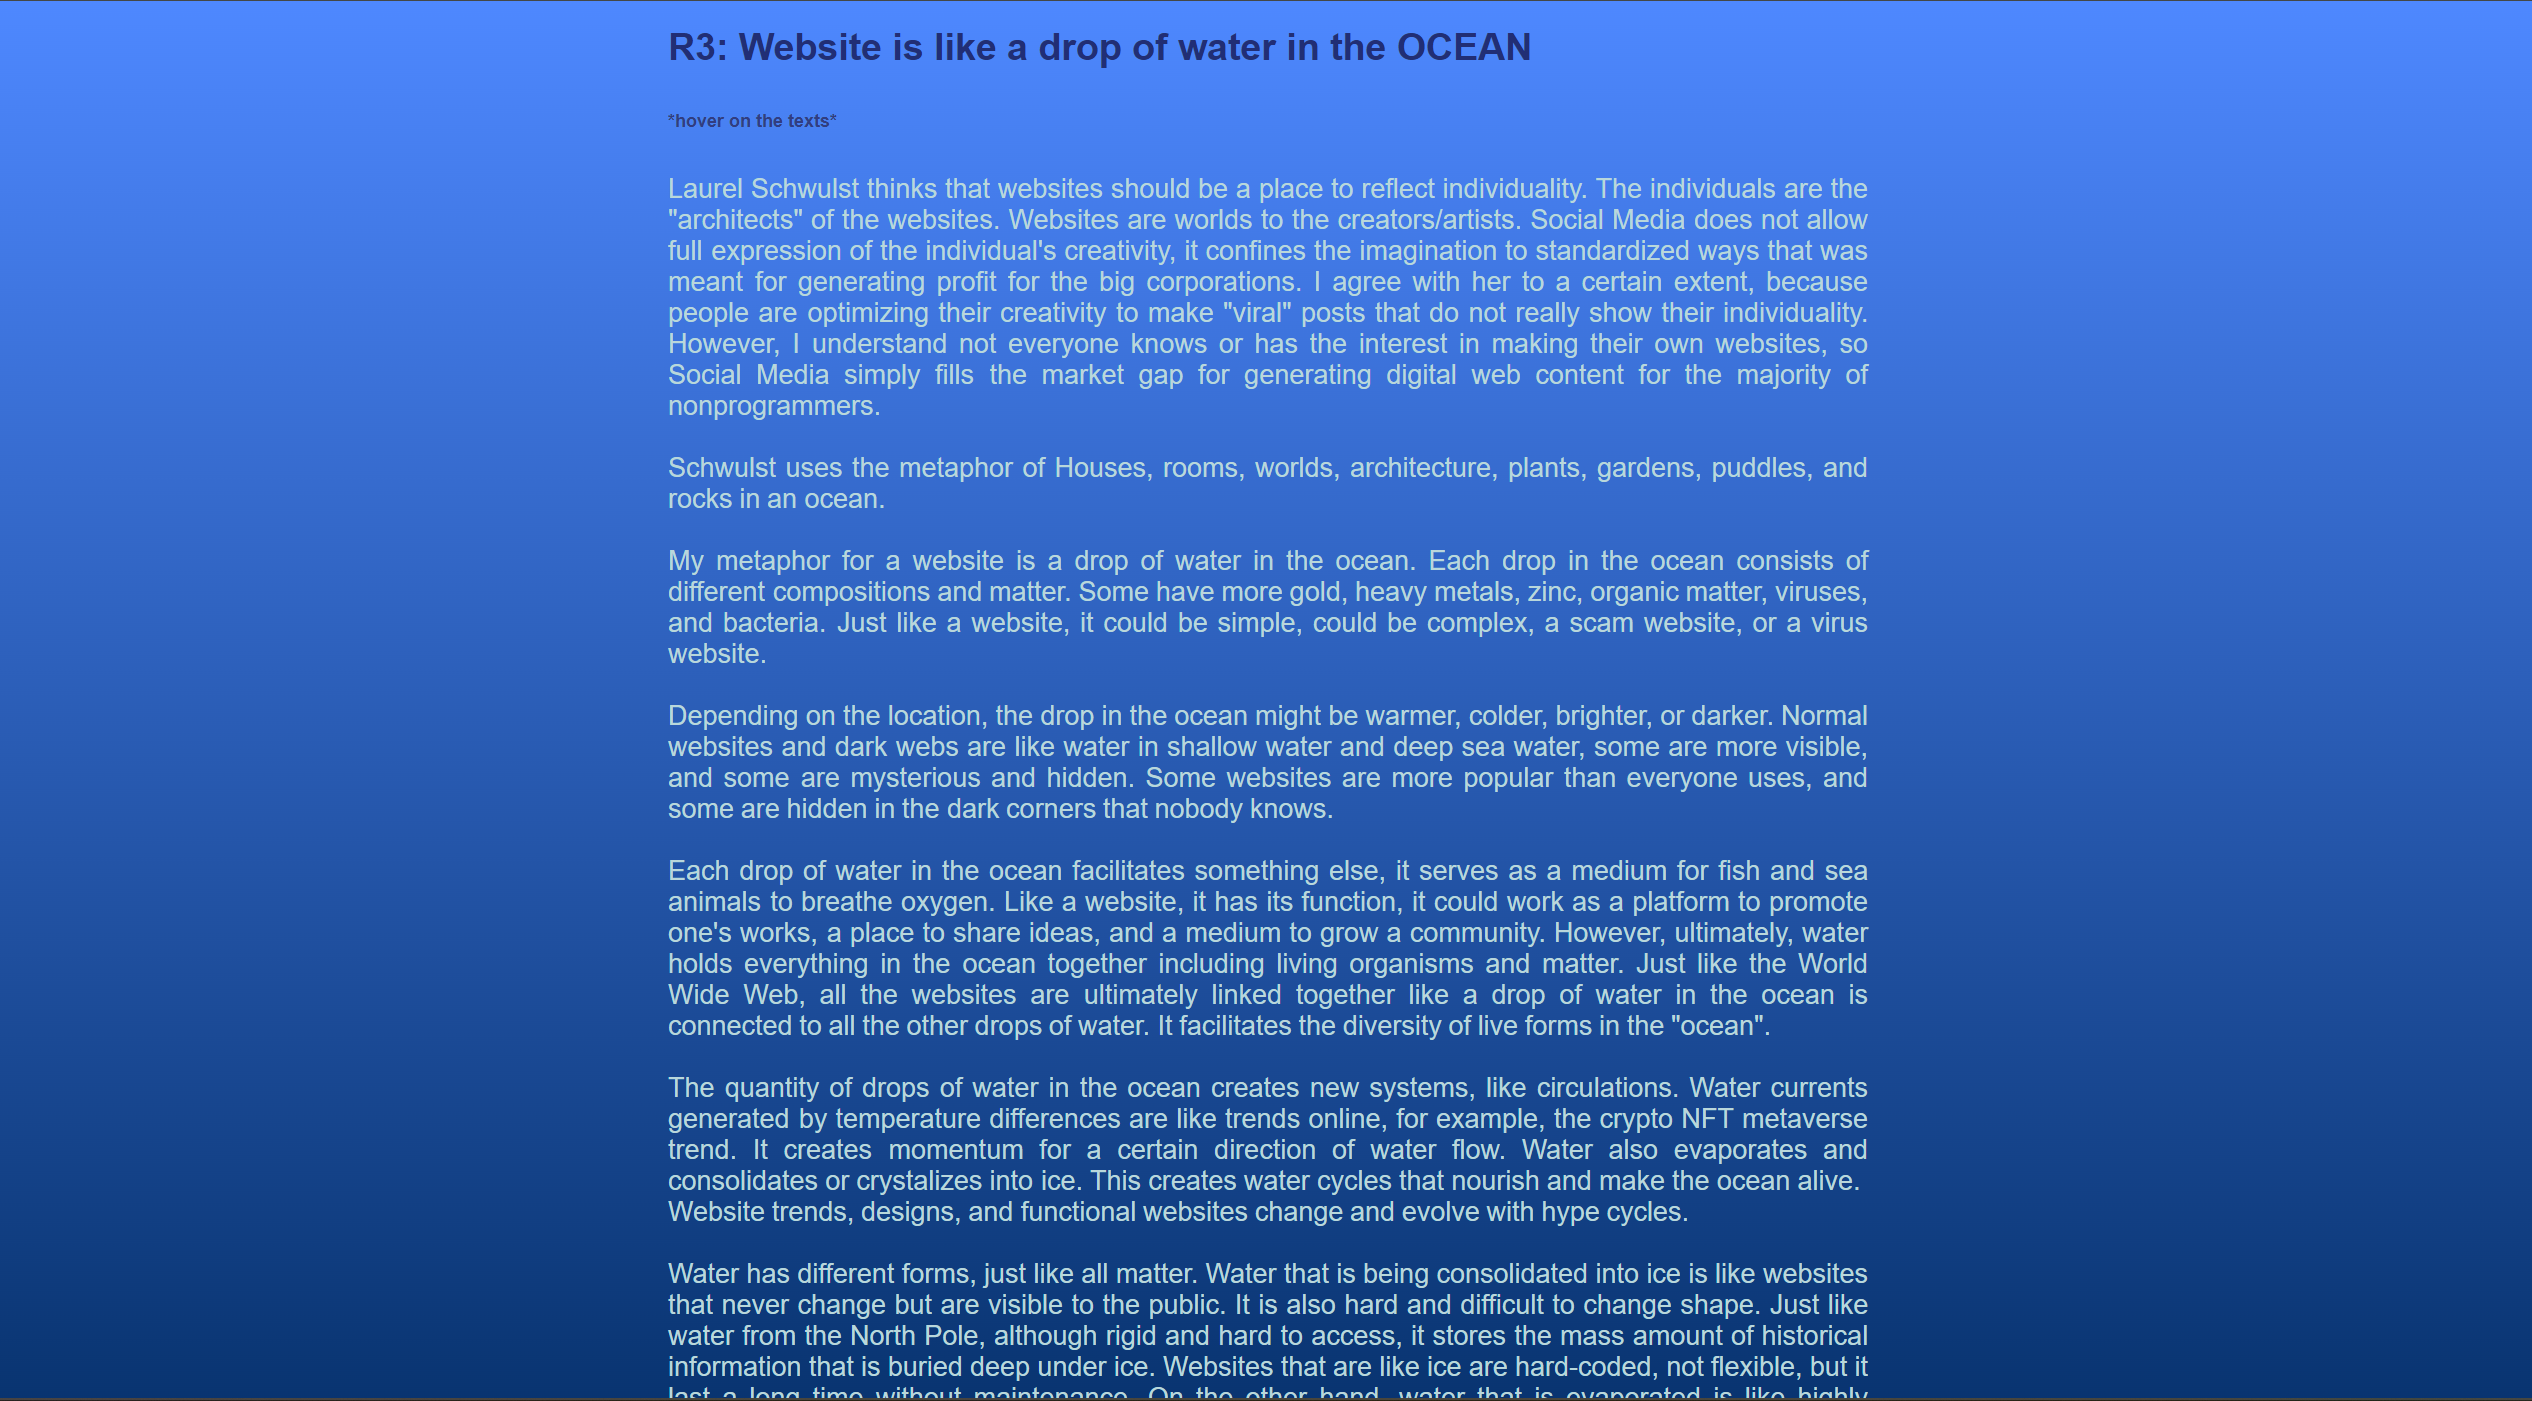 R3: Website is like a drop of water in the OCEAN
*hover on the texts*
Laurel Schwulst thinks that websites should be a place to reflect individuality. The individuals are the
"architects" of the websites. Websites are worlds to the creators/artists. Social Media does not allow
full expression of the individual's creativity, it confines the imagination to standardized ways that was
meant for generating profit for the big corporations. I agree with her to a certain extent, because
people are optimizing their creativity to make "viral" posts that do not really show their individuality.
However, I understand not everyone knows or has the interest in making their own websites, so
Social Media simply fills the market gap for generating digital web content for the majority of
nonprogrammers.
Schwulst uses the metaphor of Houses, rooms, worlds, architecture, plants, gardens, puddles, and
rocks in an ocean.
My metaphor for a website is a drop of water in the ocean. Each drop in the ocean consists of
different compositions and matter. Some have more gold, heavy metals, zinc, organic matter, viruses,
and bacteria. Just like a website, it could be simple, could be complex, a scam website, or a virus
website.
Depending on the location, the drop in the ocean might be warmer, colder, brighter, or darker. Normal
websites and dark webs are like water in shallow water and deep sea water, some are more visible,
and some are mysterious and hidden. Some websites are more popular than everyone uses, and
some are hidden in the dark corners that nobody knows.
Each drop of water in the ocean facilitates something else, it serves as a medium for fish and sea
animals to breathe oxygen. Like a website, it has its function, it could work as a platform to promote
one's works, a place to share ideas, and a medium to grow a community. However, ultimately, water
holds everything in the ocean together including living organisms and matter. Just like the World
Wide Web, all the websites are ultimately linked together like a drop of water in the ocean is
connected to all the other drops of water. It facilitates the diversity of live forms in the "ocean".
The quantity of drops of water in the ocean creates new systems, like circulations. Water currents
generated by temperature differences are like trends online, for example, the crypto NFT metaverse
trend. It creates momentum for a certain direction of water flow. Water also evaporates and
consolidates or crystalizes into ice. This creates water cycles that nourish and make the ocean alive.
Website trends, designs, and functional websites change and evolve with hype cycles.
Water has different forms, just like all matter. Water that is being consolidated into ice is like websites
that never change but are visible to the public. It is also hard and difficult to change shape. Just like
water from the North Pole, although rigid and hard to access, it stores the mass amount of historical
information that is buried deep under ice. Websites that are like ice are hard-coded, not flexible, but it
last a long time without maintenance. On the other hand, water that is evaporated is like highly